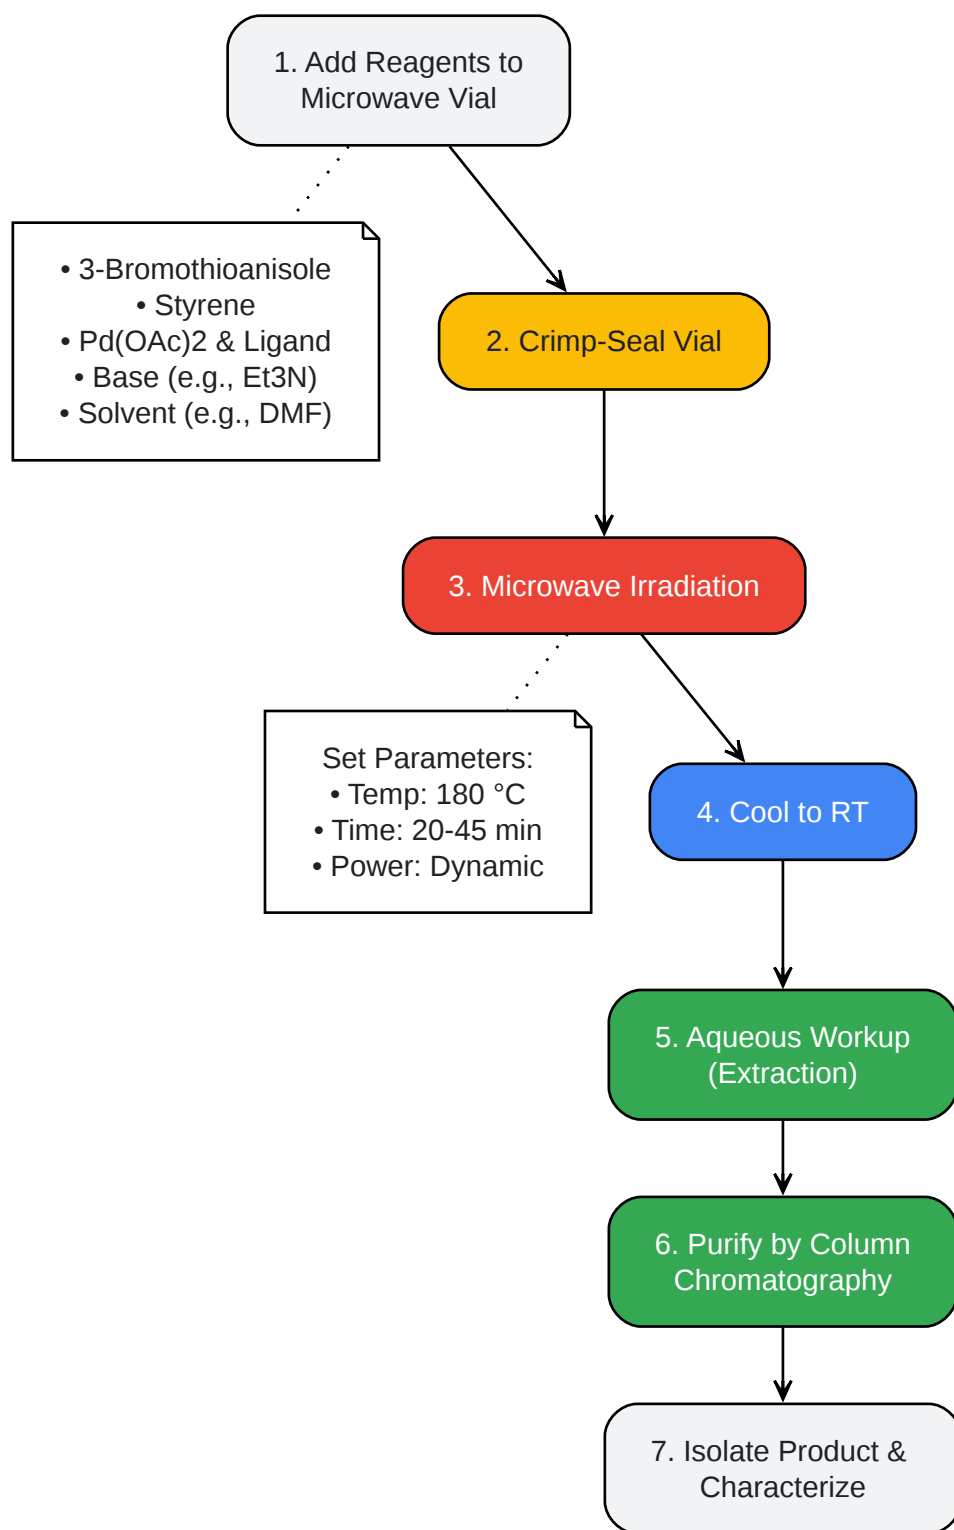 1. Add Reagents to
Microwave Vial
• 3-Bromothioanisole
• Styrene
• Pd(OAc)2 & Ligand
• Base (e.g., Et3N)
• Solvent (e.g., DMF)
2. Crimp-Seal Vial
3. Microwave Irradiation
Set Parameters:
• Temp: 180 °C
• Time: 20-45 min
• Power: Dynamic
4. Cool to RT
5. Aqueous Workup
(Extraction)
6. Purify by Column
Chromatography
7. Isolate Product &
Characterize